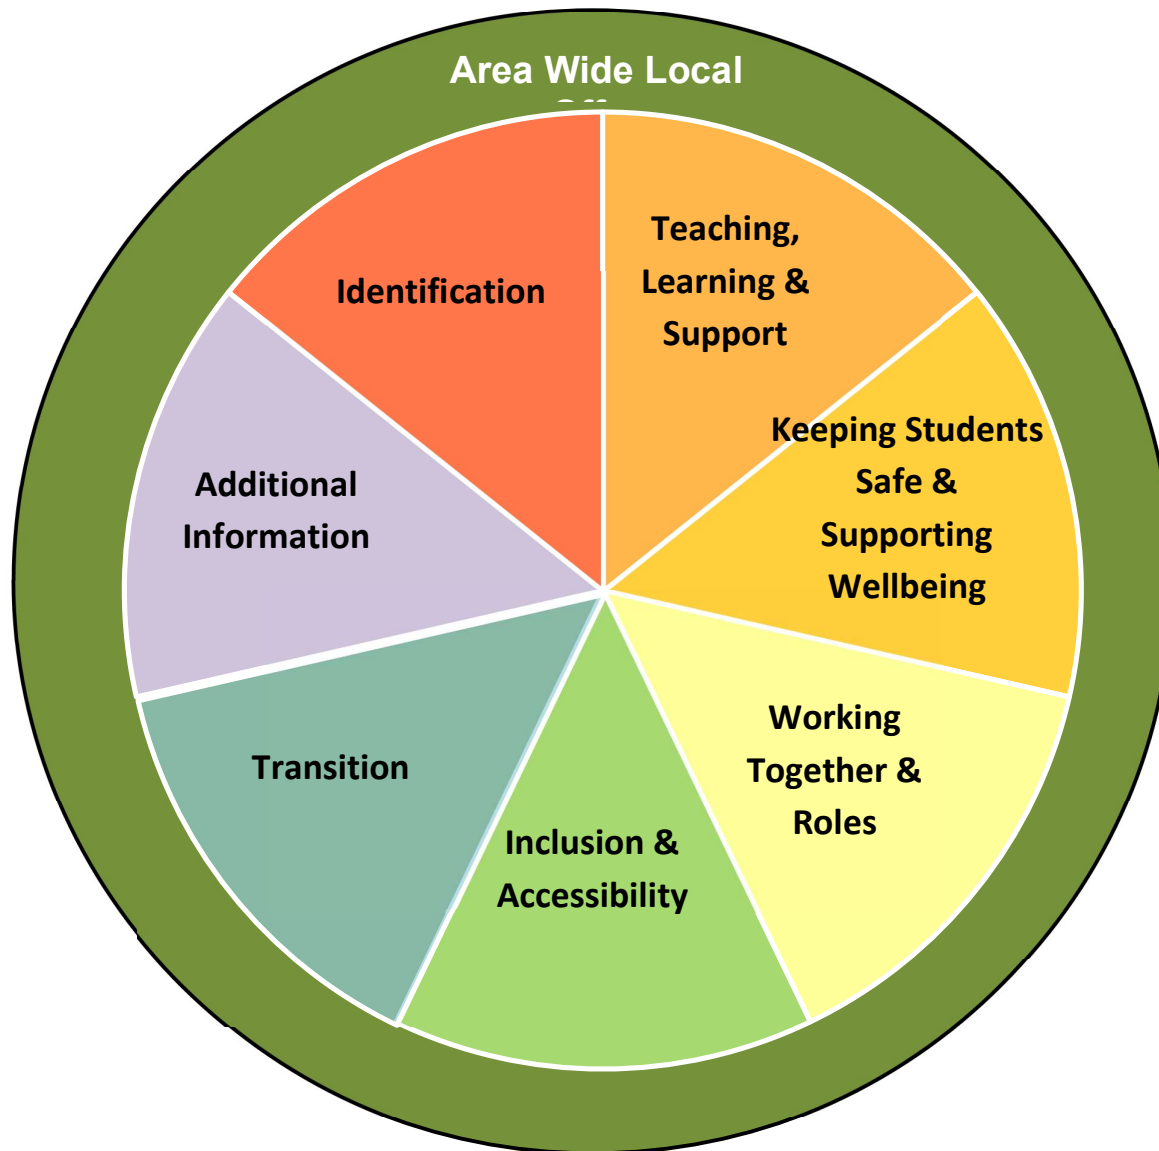 Area Wide Local
Teaching,
Learning &
Support
Keeping Students
Safe &
Supporting
Wellbeing
Working
Together &
Roles
Inclusion &
Accessibility
Transition
Additional
Information
Identification